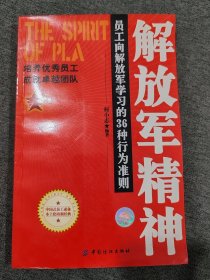 THE SPIRIT
OF PLA
培养优秀员工
成就卓越团队
员工向解放军学习的36种行为准则
解放军精神
中国纺织出版社